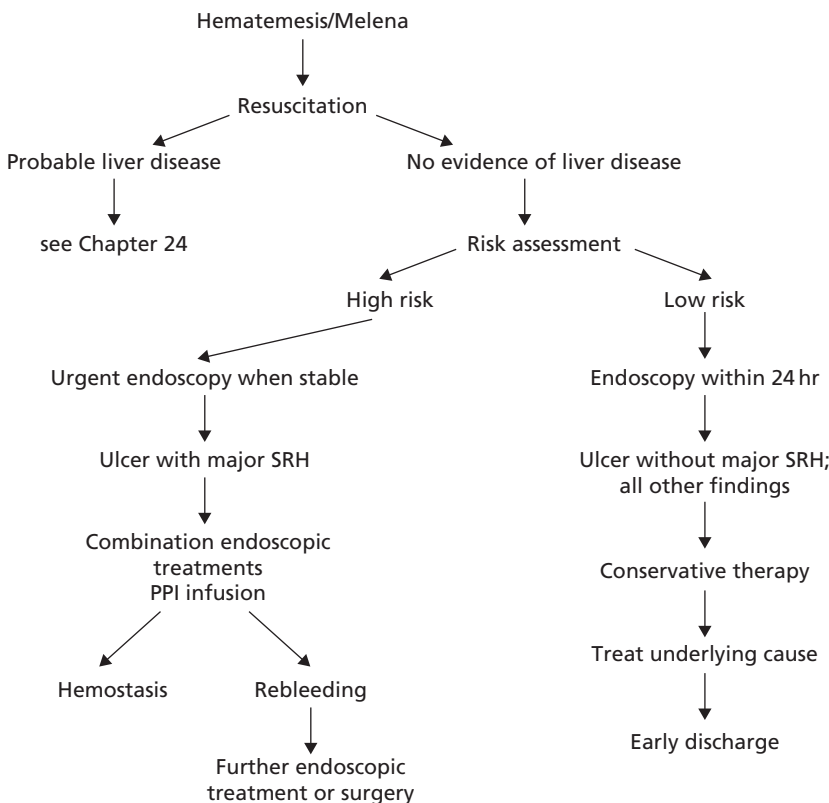 Hematemesis/Melena
Resuscitation
Probable liver disease
No evidence of liver disease
see Chapter 24
Risk assessment
High risk
Low risk
Urgent endoscopy when stable
Endoscopy within 24 hr
Ulcer with major SRH
Ulcer without major SRH;
all other findings
Combination endoscopic
treatments
PPI infusion
Conservative therapy
Treat underlying cause
Hemostasis
Rebleeding
Early discharge
Further endoscopic
treatment or surgery